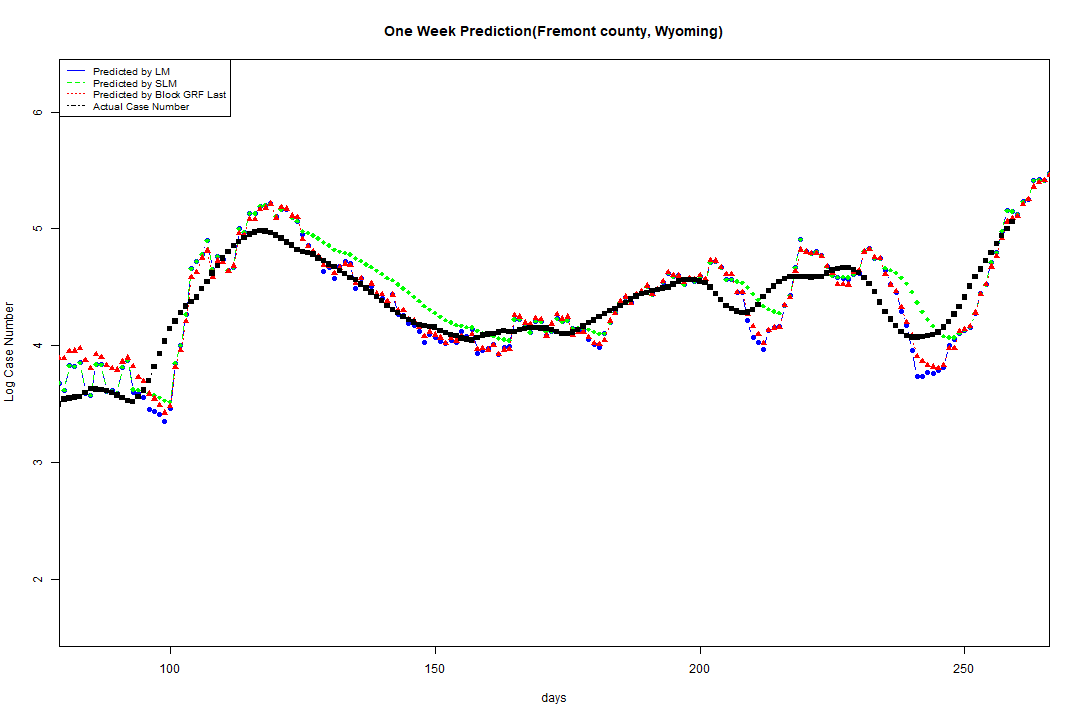 One Week Prediction(Fremont county, Wyoming)
Predicted by LM
Predicted by SLM
Predicted by Block GRF Last
Actual Case Number
Log Case Number
6
5
4
3
2
100 150 200 250
days